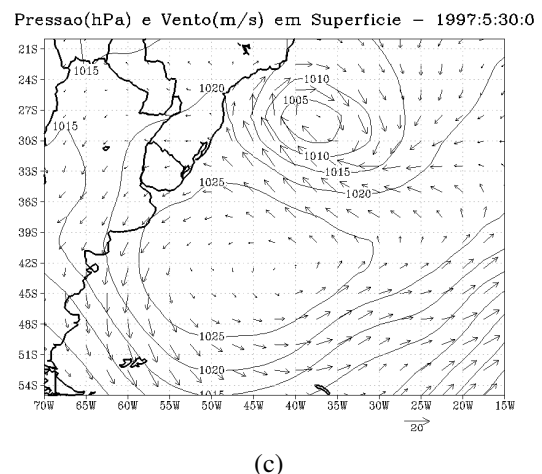 Pressao(hPa) e Vento(m/s) em Superficie – 1997:5:30:0
21S
24S
27S
30S
33S
36S
39S
42S
45S
48S
51S
54S
1015
1020
1010
1005
1015
1010
1015
1020
1025
1025
1020
1015
70W 65W 60W 55W 50W 45W 40W 35W 30W 25W 20W 15W
20
(c)